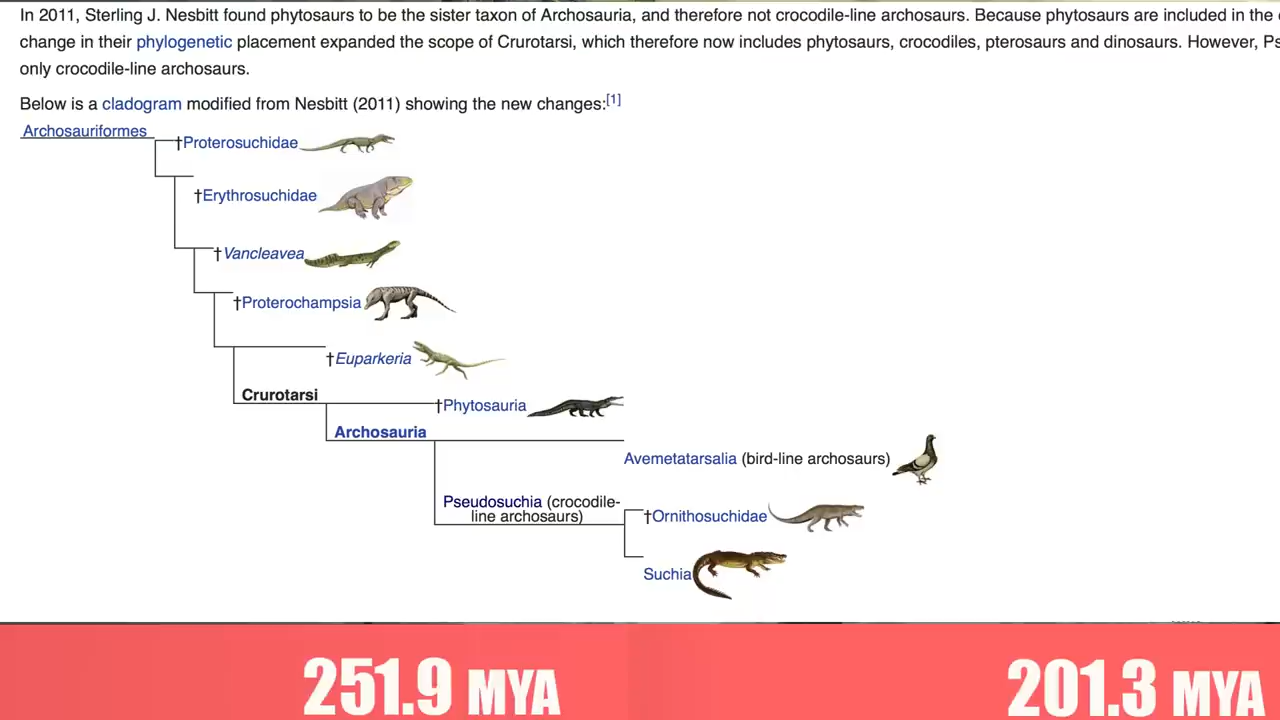 In 2011, Sterling J. Nesbitt found phytosaurs to be the sister taxon of Archosauria, and therefore not crocodile-line archosaurs. Because phytosaurs are included in the
change in their phylogenetic placement expanded the scope of Crurotarsi, which therefore now includes phytosaurs, crocodiles, pterosaurs and dinosaurs. However,
only crocodile-line archosaurs.
Below is a cladogram modified from Nesbitt (2011) showing the new changes:[1]
Archosauriformes
†Proterosuchidae
†Erythrosuchidae
†Vancleavea
†Proterochampsia
†Euparkeria
Crurotarsi
†Phytosauria
Archosauria
Avemetatarsalia (bird-line archosaurs)
Pseudosuchia (crocodile-
line archosaurs)
†Ornithosuchidae
Suchia
251.9 MYA
201.3 MYA